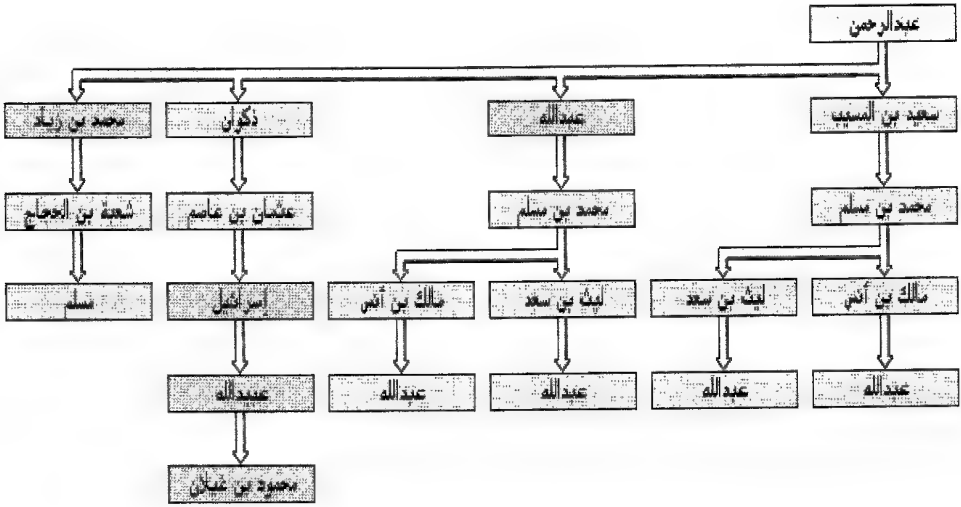 عبدالرحمن
سعيد بن المسيب
عبدالله
ذكوان
محمد بن زياد
محمد بن مسلم
محمد بن مسلم
عثمان بن عاصم
شعبة بن الحجاج
مالك بن أنس
ليث بن سعد
ليث بن سعد
مالك بن أنس
إسرائيل
مسلم
عبدالله
عبدالله
عبدالله
عبدالله
عبيدالله
محمود بن غيلان